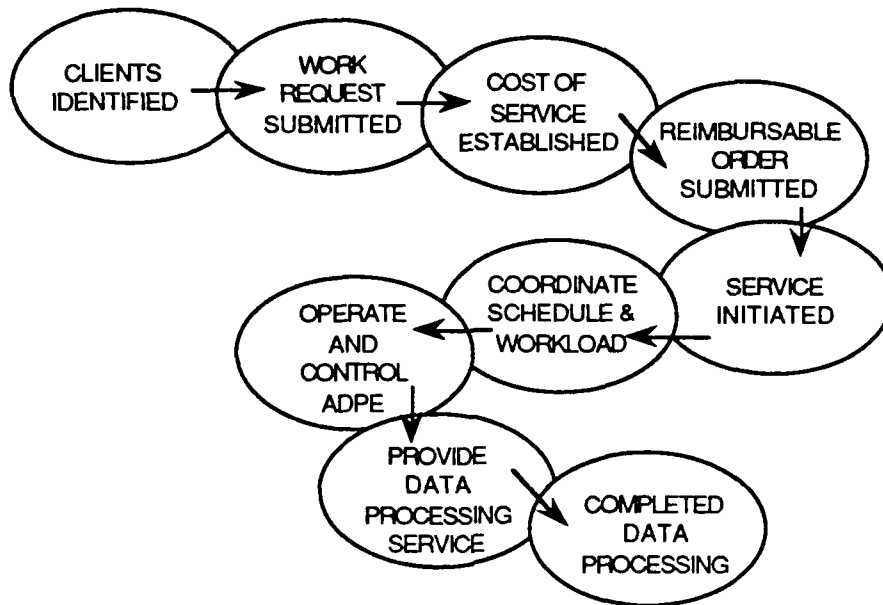 CLIENTS
IDENTIFIED
WORK
REQUEST
SUBMITTED
COST OF
SERVICE
ESTABLISHED
REIMBURSABLE
ORDER
SUBMITTED
SERVICE
INITIATED
COORDINATE
SCHEDULE &
WORKLOAD
OPERATE
AND
CONTROL
ADPE
PROVIDE
DATA
PROCESSING
SERVICE
COMPLETED
DATA
PROCESSING